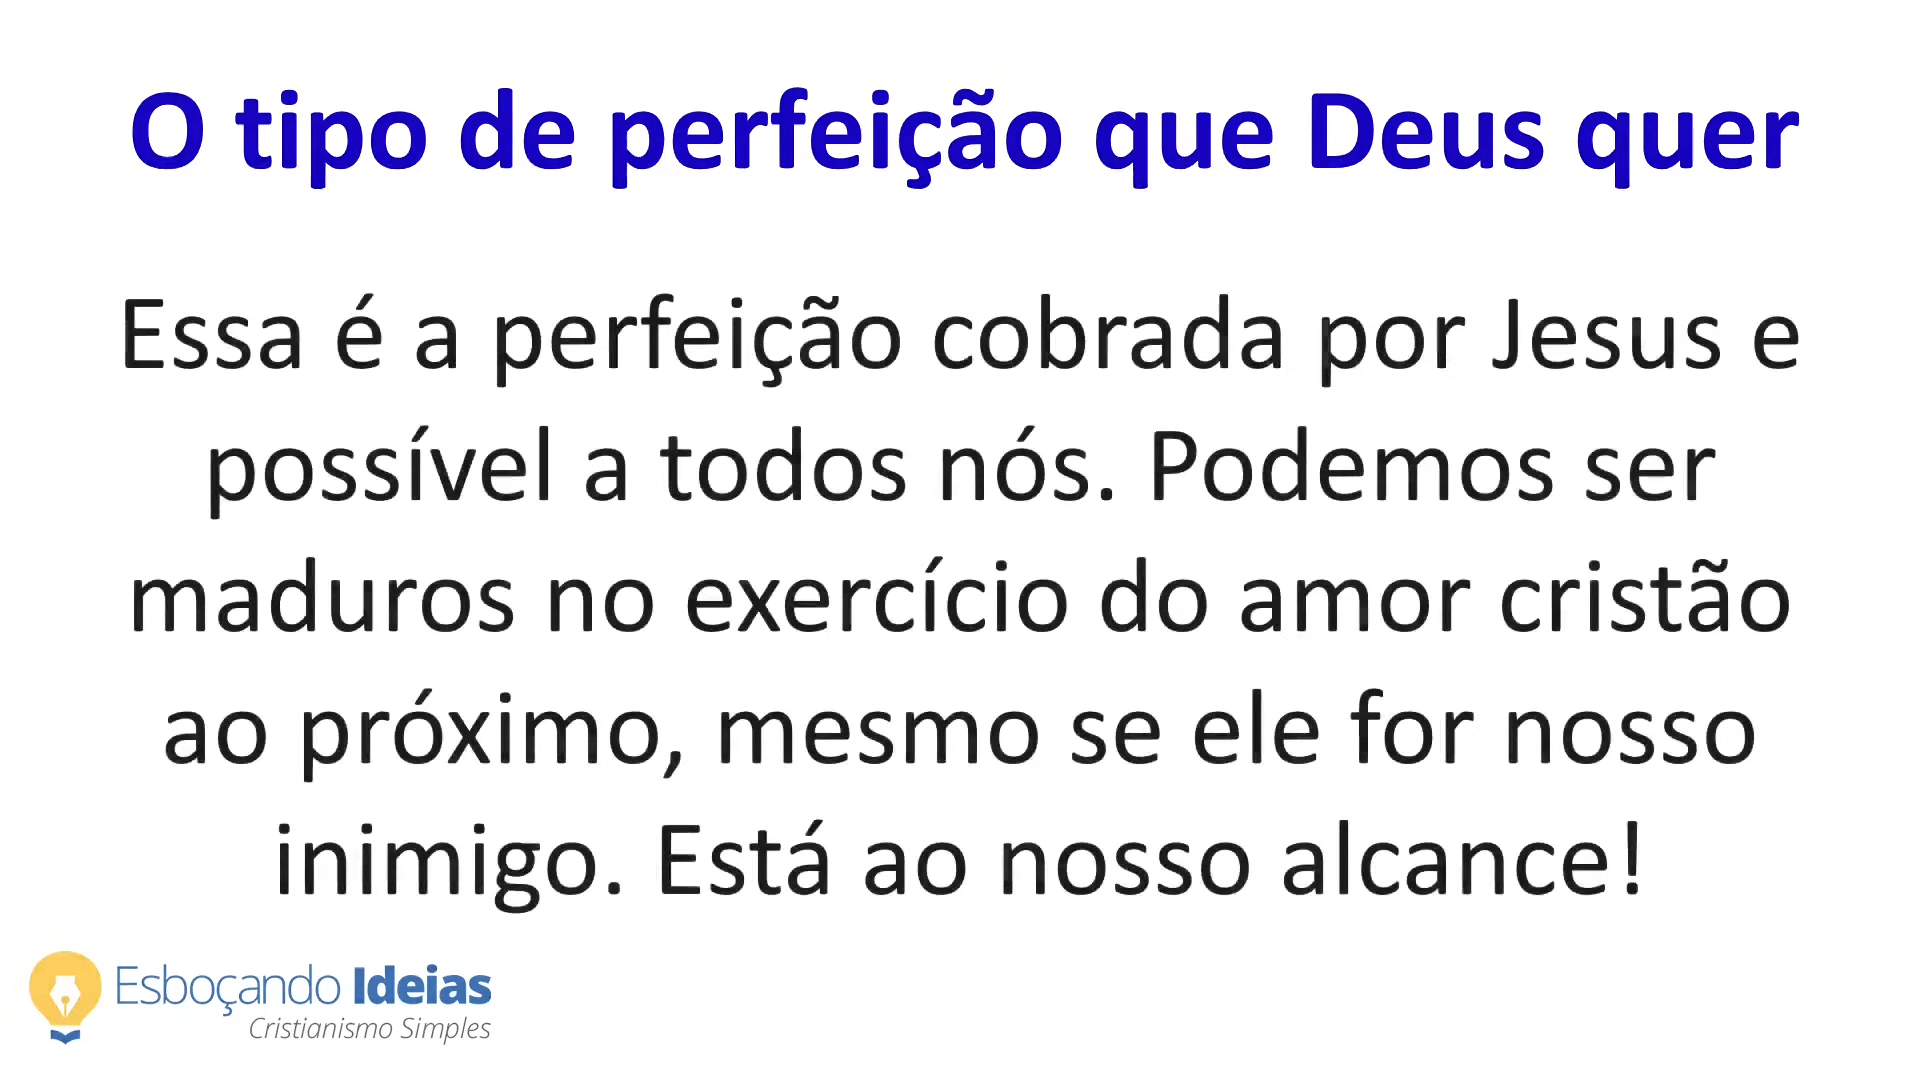 O tipo de perfeição que Deus quer
Essa é a perfeição cobrada por Jesus e
possível a todos nós. Podemos ser
maduros no exercício do amor cristão
ao próximo, mesmo se ele for nosso
inimigo. Está ao nosso alcance!
Esboçando Ideias
Cristianismo Simples